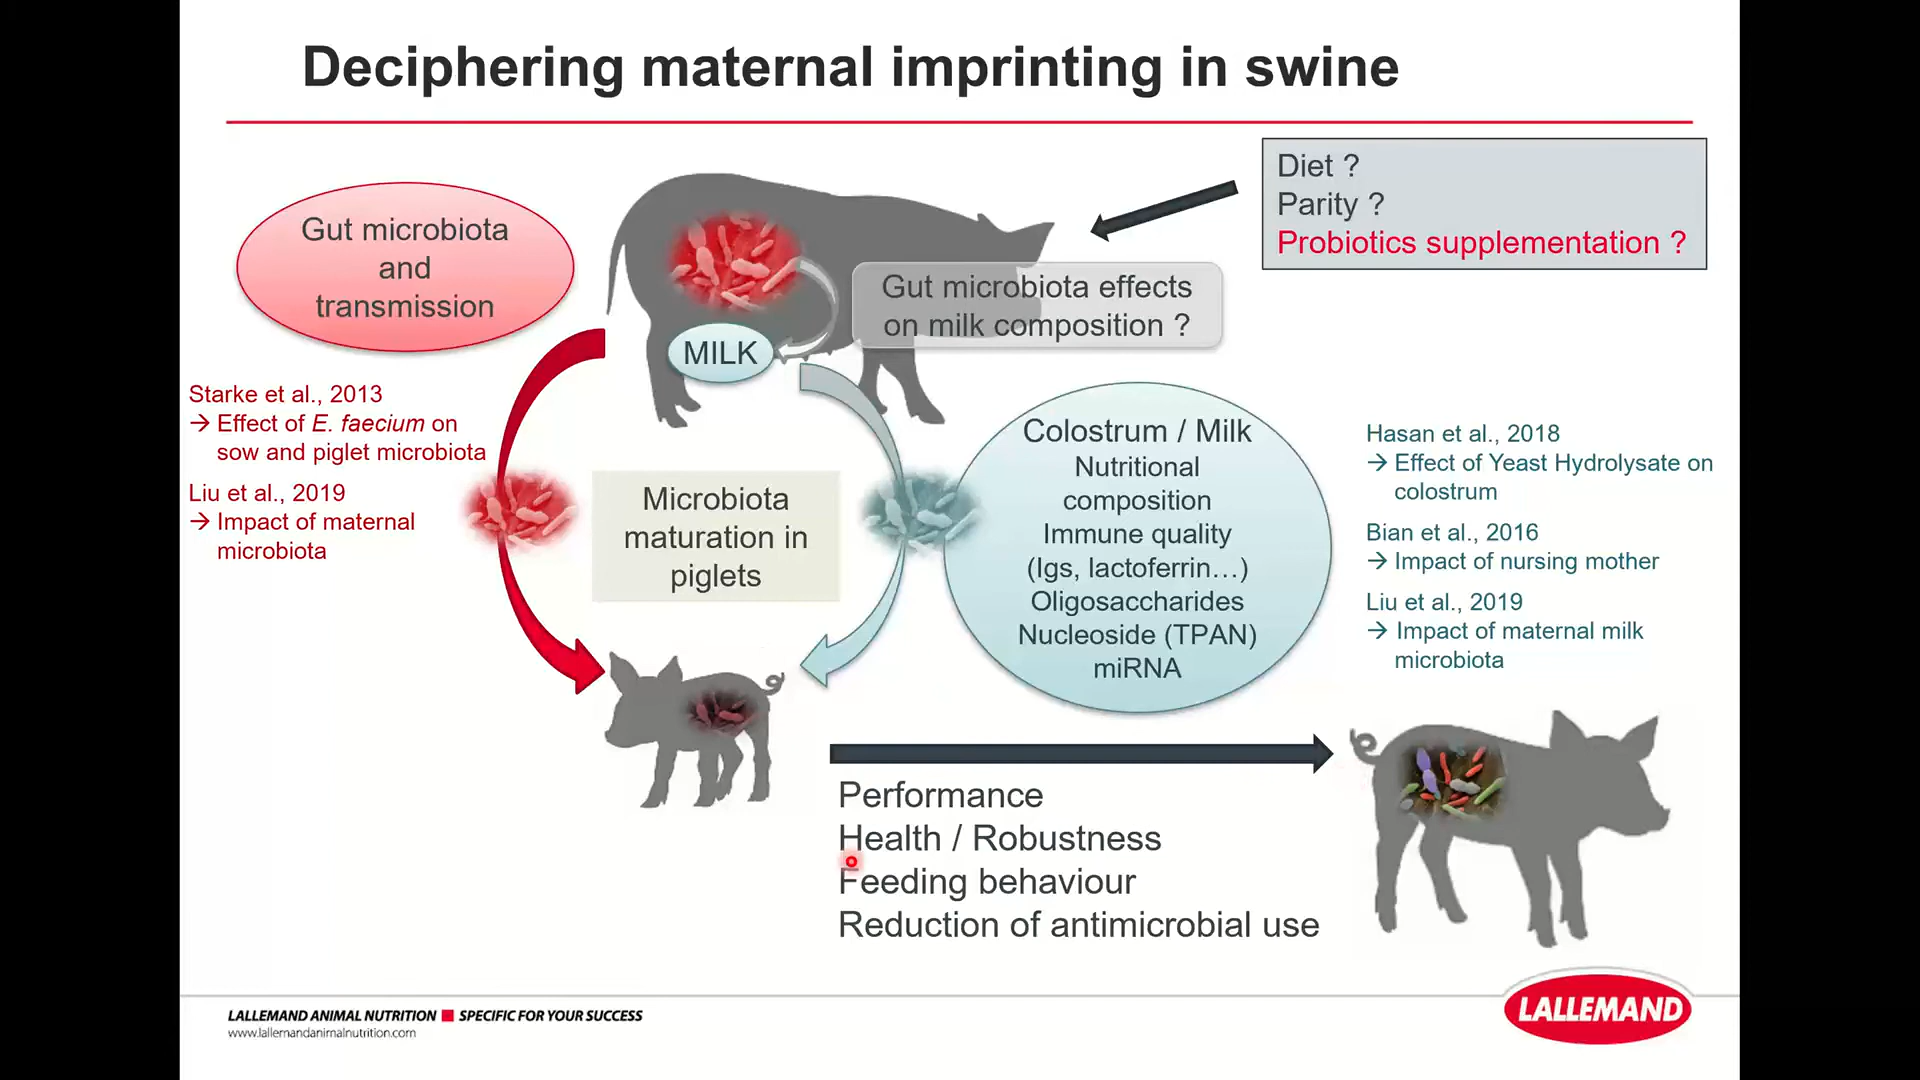 Deciphering maternal imprinting in swine
Diet ?
Parity ?
Probiotics supplementation ?
Gut microbiota
and
transmission
Gut microbiota effects
on milk composition ?
MILK
Starke et al., 2013
→ Effect of E. faecium on
sow and piglet microbiota
Liu et al., 2019
→ Impact of maternal
microbiota
Microbiota
maturation in
piglets
Colostrum / Milk
Nutritional
composition
Immune quality
(Igs, lactoferrin…)
Oligosaccharides
Nucleoside (TPAN)
miRNA
Hasan et al., 2018
→ Effect of Yeast Hydrolysate on
colostrum
Bian et al., 2016
→ Impact of nursing mother
Liu et al., 2019
→ Impact of maternal milk
microbiota
Performance
Health / Robustness
Feeding behaviour
Reduction of antimicrobial use
LALLEMAND ANIMAL NUTRITION ■ SPECIFIC FOR YOUR SUCCESS
www.lallemandanimalnutrition.com
LALLEMAND